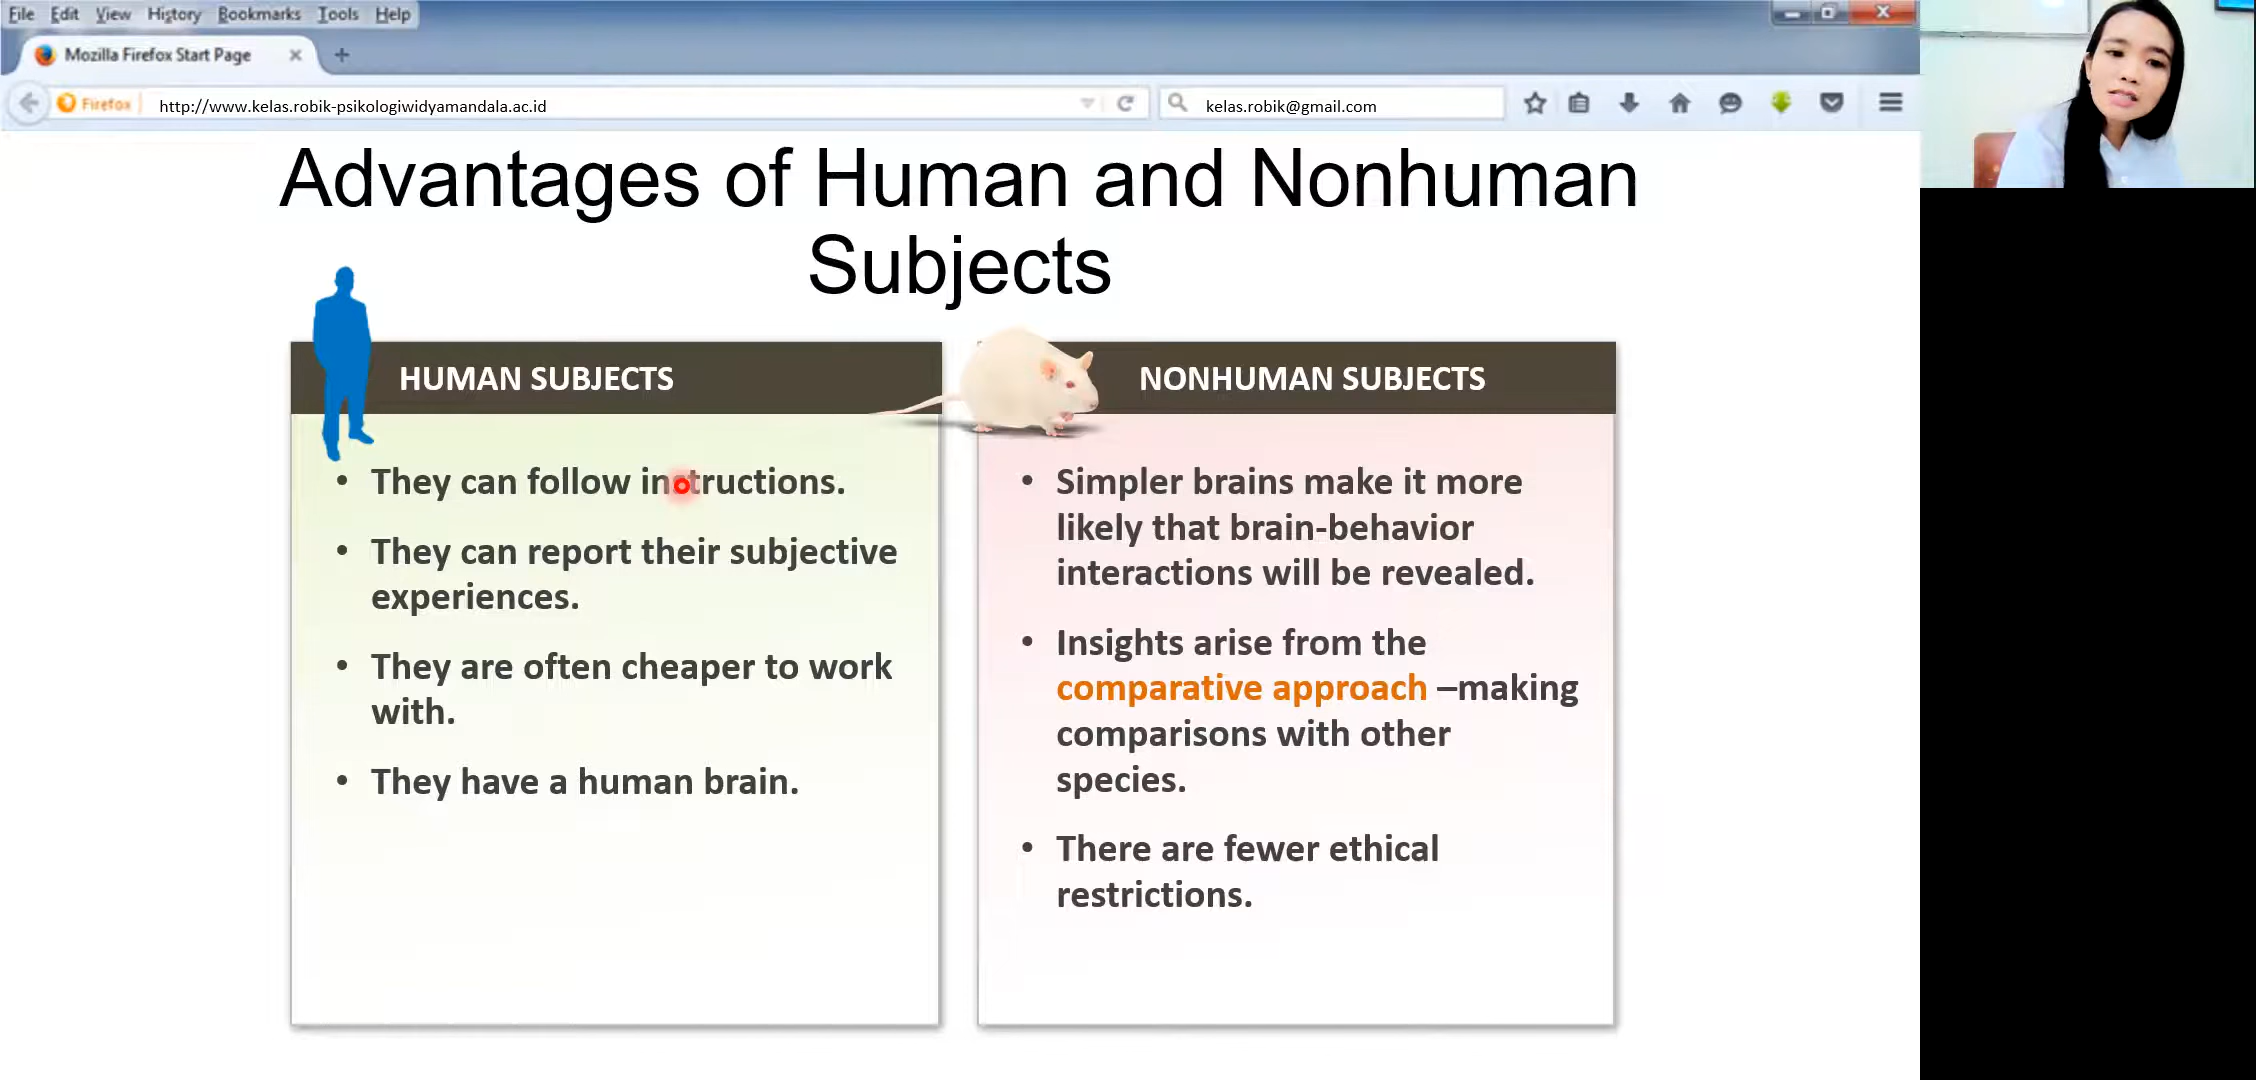 File Edit View History Bookmarks Tools Help
Mozilla Firefox Start Page
Firefox http://www.kelas.robik-psikologiwidyamandala.ac.id kelas.robik@gmail.com
Advantages of Human and Nonhuman
Subjects
HUMAN SUBJECTS
• They can follow instructions.
• They can report their subjective
experiences.
• They are often cheaper to work
with.
• They have a human brain.
NONHUMAN SUBJECTS
• Simpler brains make it more
likely that brain-behavior
interactions will be revealed.
• Insights arise from the
comparative approach –making
comparisons with other
species.
• There are fewer ethical
restrictions.